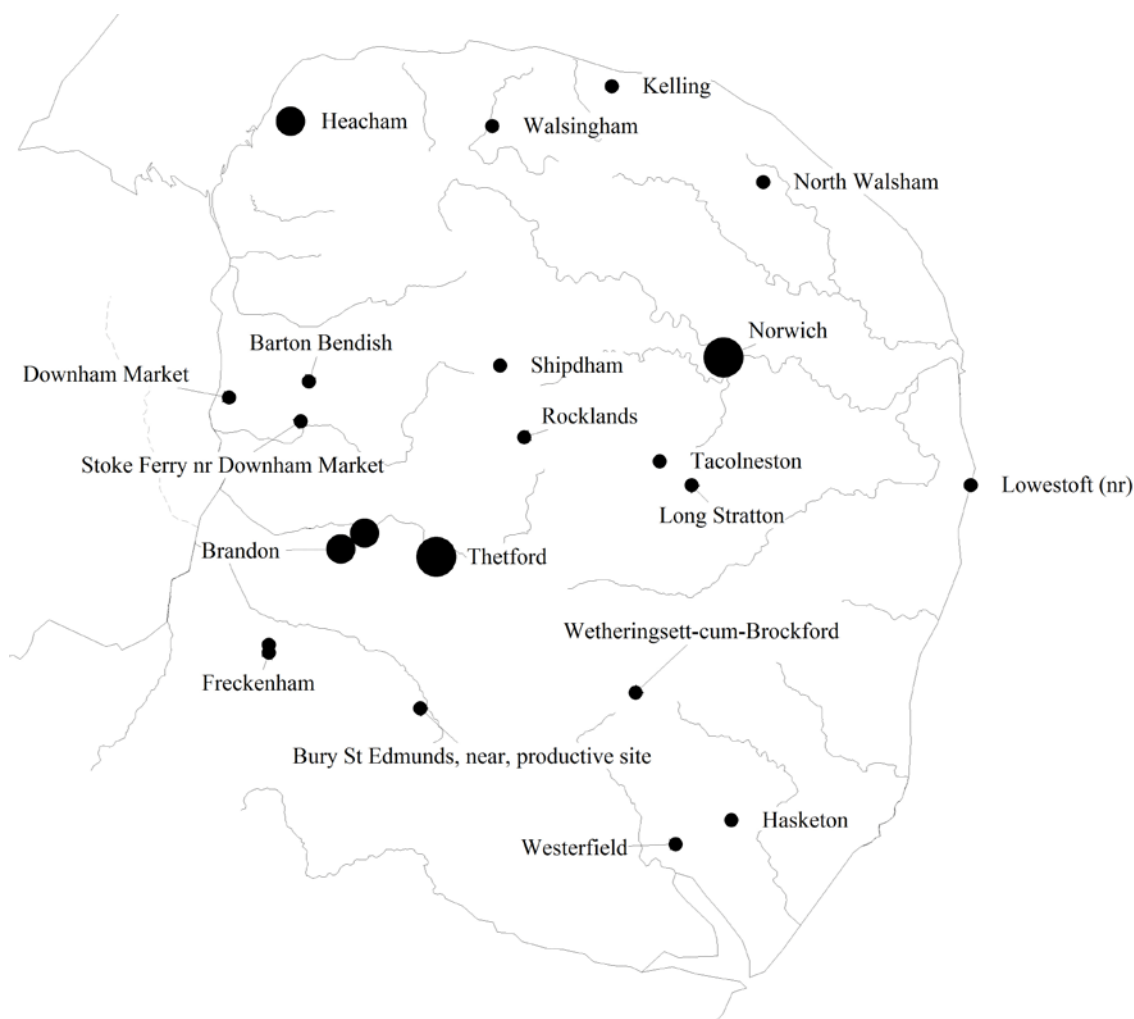 Kelling
Heacham
Walsingham
North Walsham
Norwich
Barton Bendish
Shipdham
Downham Market
Rocklands
Stoke Ferry nr Downham Market
Tacolneston
Lowestoft (nr)
Long Stratton
Brandon
Thetford
Wetheringsett-cum-Brockford
Freckenham
Bury St Edmunds, near, productive site
Hasketon
Westerfield